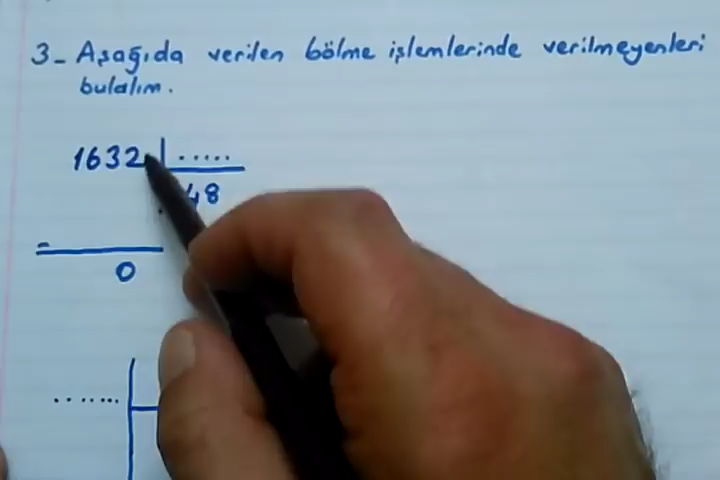 3- Aşağıda verilen bölme işlemlerinde verilmeyenleri
bulalım.
1632 .....
48
-
0
.......